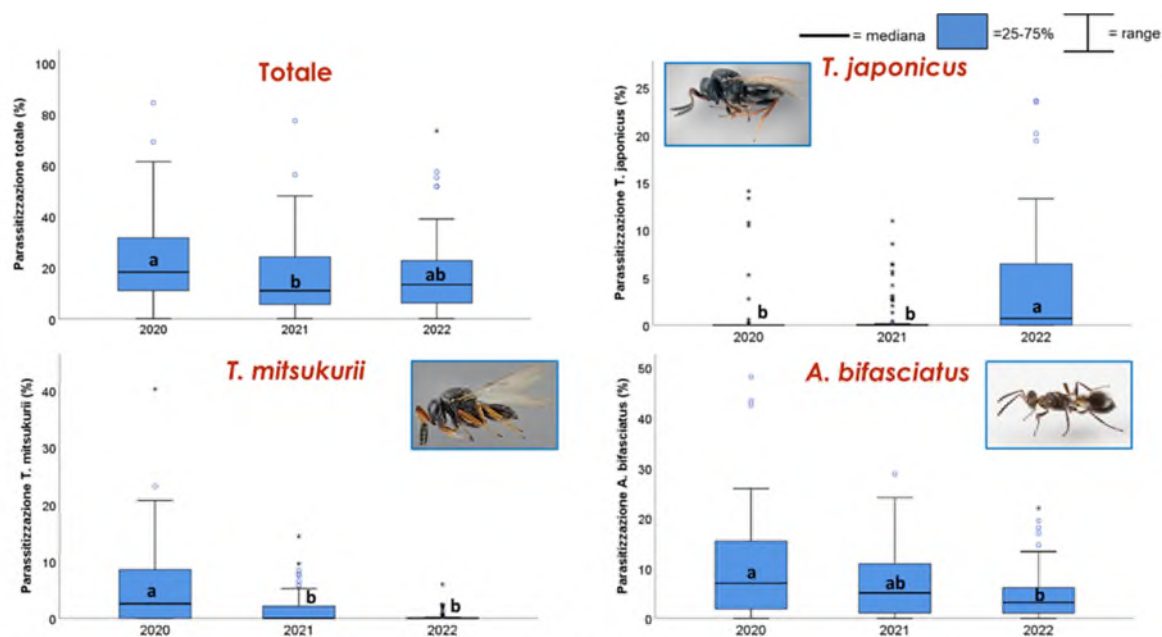 = mediana =25-75% = range
Totale
Parassitizzazione totale (%)
100
80
60
40
20
0
a
b
ab
2020 2021 2022
T. japonicus
Parassitizzazione T. japonicus (%)
25
20
15
10
5
0
b
b
a
2020 2021 2022
T. mitsukurii
Parassitizzazione T. mitsukurii (%)
40
30
20
10
0
a
b
b
2020 2021 2022
A. bifasciatus
Parasitizzazione A. bifasciatus (%)
50
40
30
20
10
0
a
ab
b
2020 2021 2022